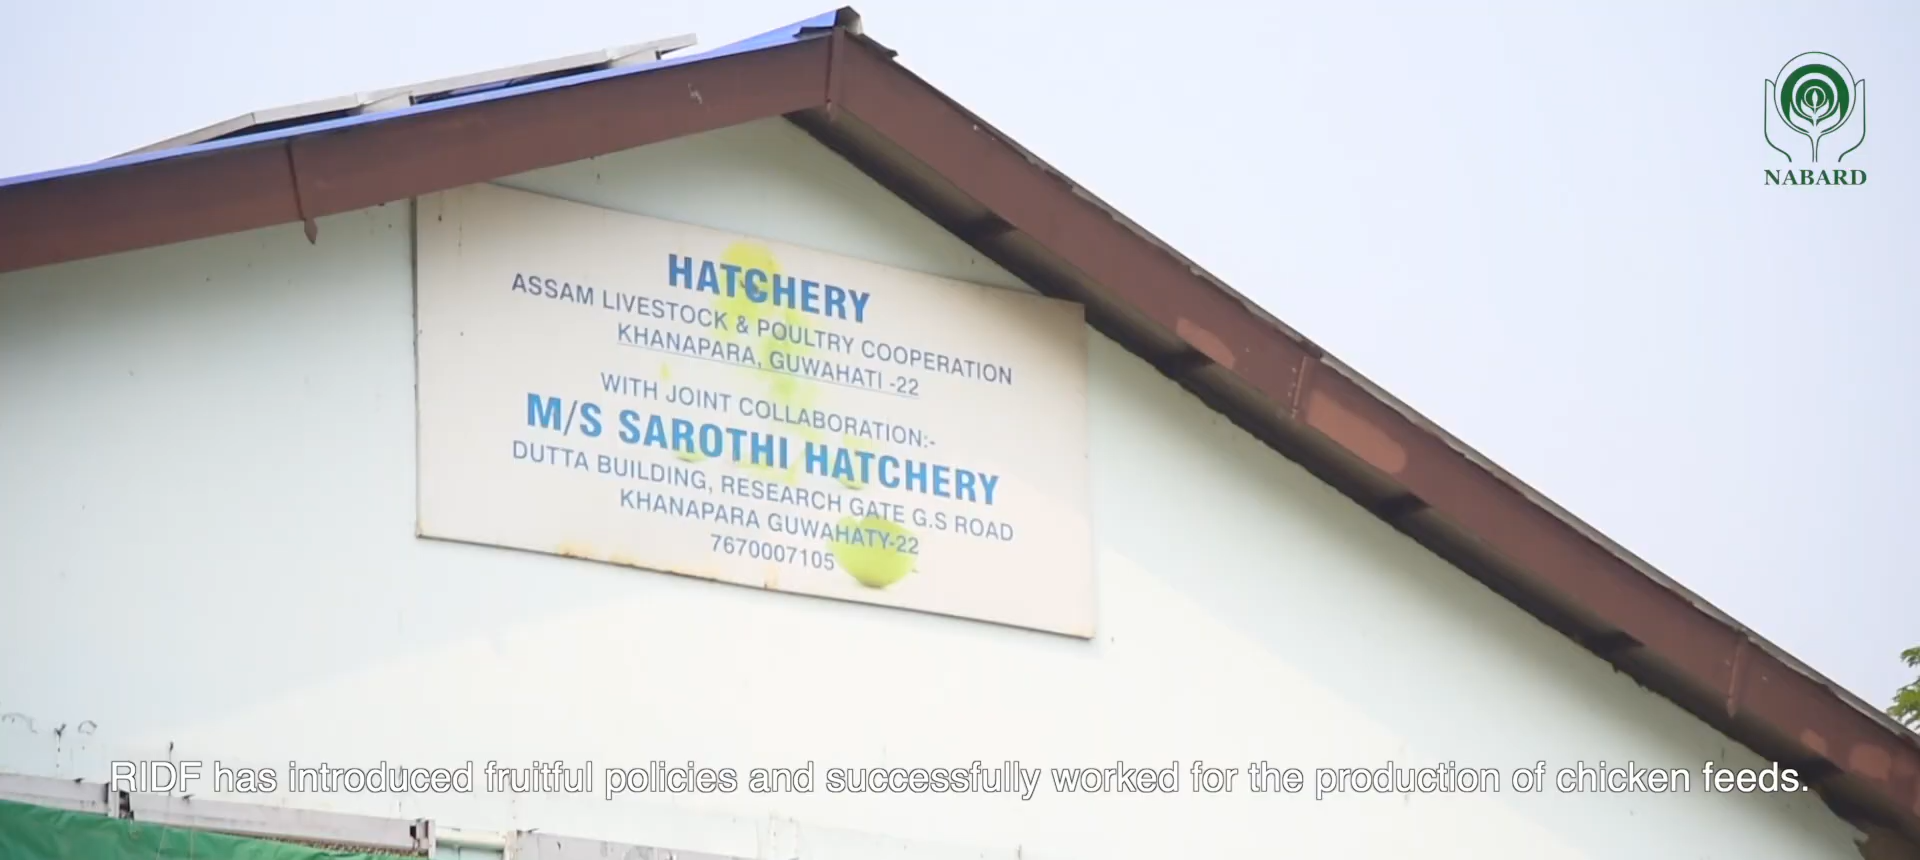 NABARD
HATCHERY
ASSAM LIVESTOCK & POULTRY COOPERATION
KHANAPARA, GUWAHATI -22
WITH JOINT COLLABORATION:-
M/S SAROTHI HATCHERY
DUTTA BUILDING, RESEARCH GATE G.S ROAD
KHANAPARA GUWAHATY-22
7670007105
RIDF has introduced fruitful policies and successfully worked for the production of chicken feeds.